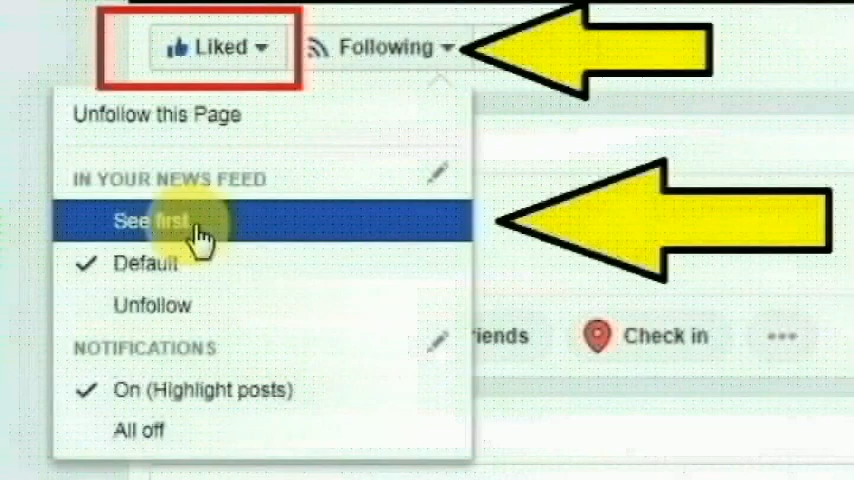 Liked Following
Unfollow this Page
IN YOUR NEWS FEED
See first
Default
Unfollow
riends Check in
NOTIFICATIONS
On (Highlight posts)
All off